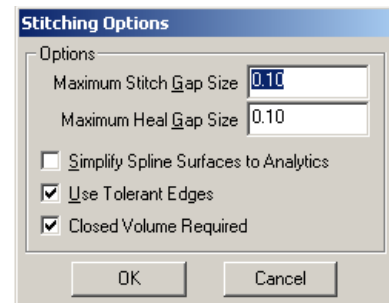 Stitching Options
Options
Maximum Stitch Gap Size 0.10
Maximum Heal Gap Size 0.10
Simplify Spline Surfaces to Analytics
Use Tolerant Edges
Closed Volume Required
OK Cancel